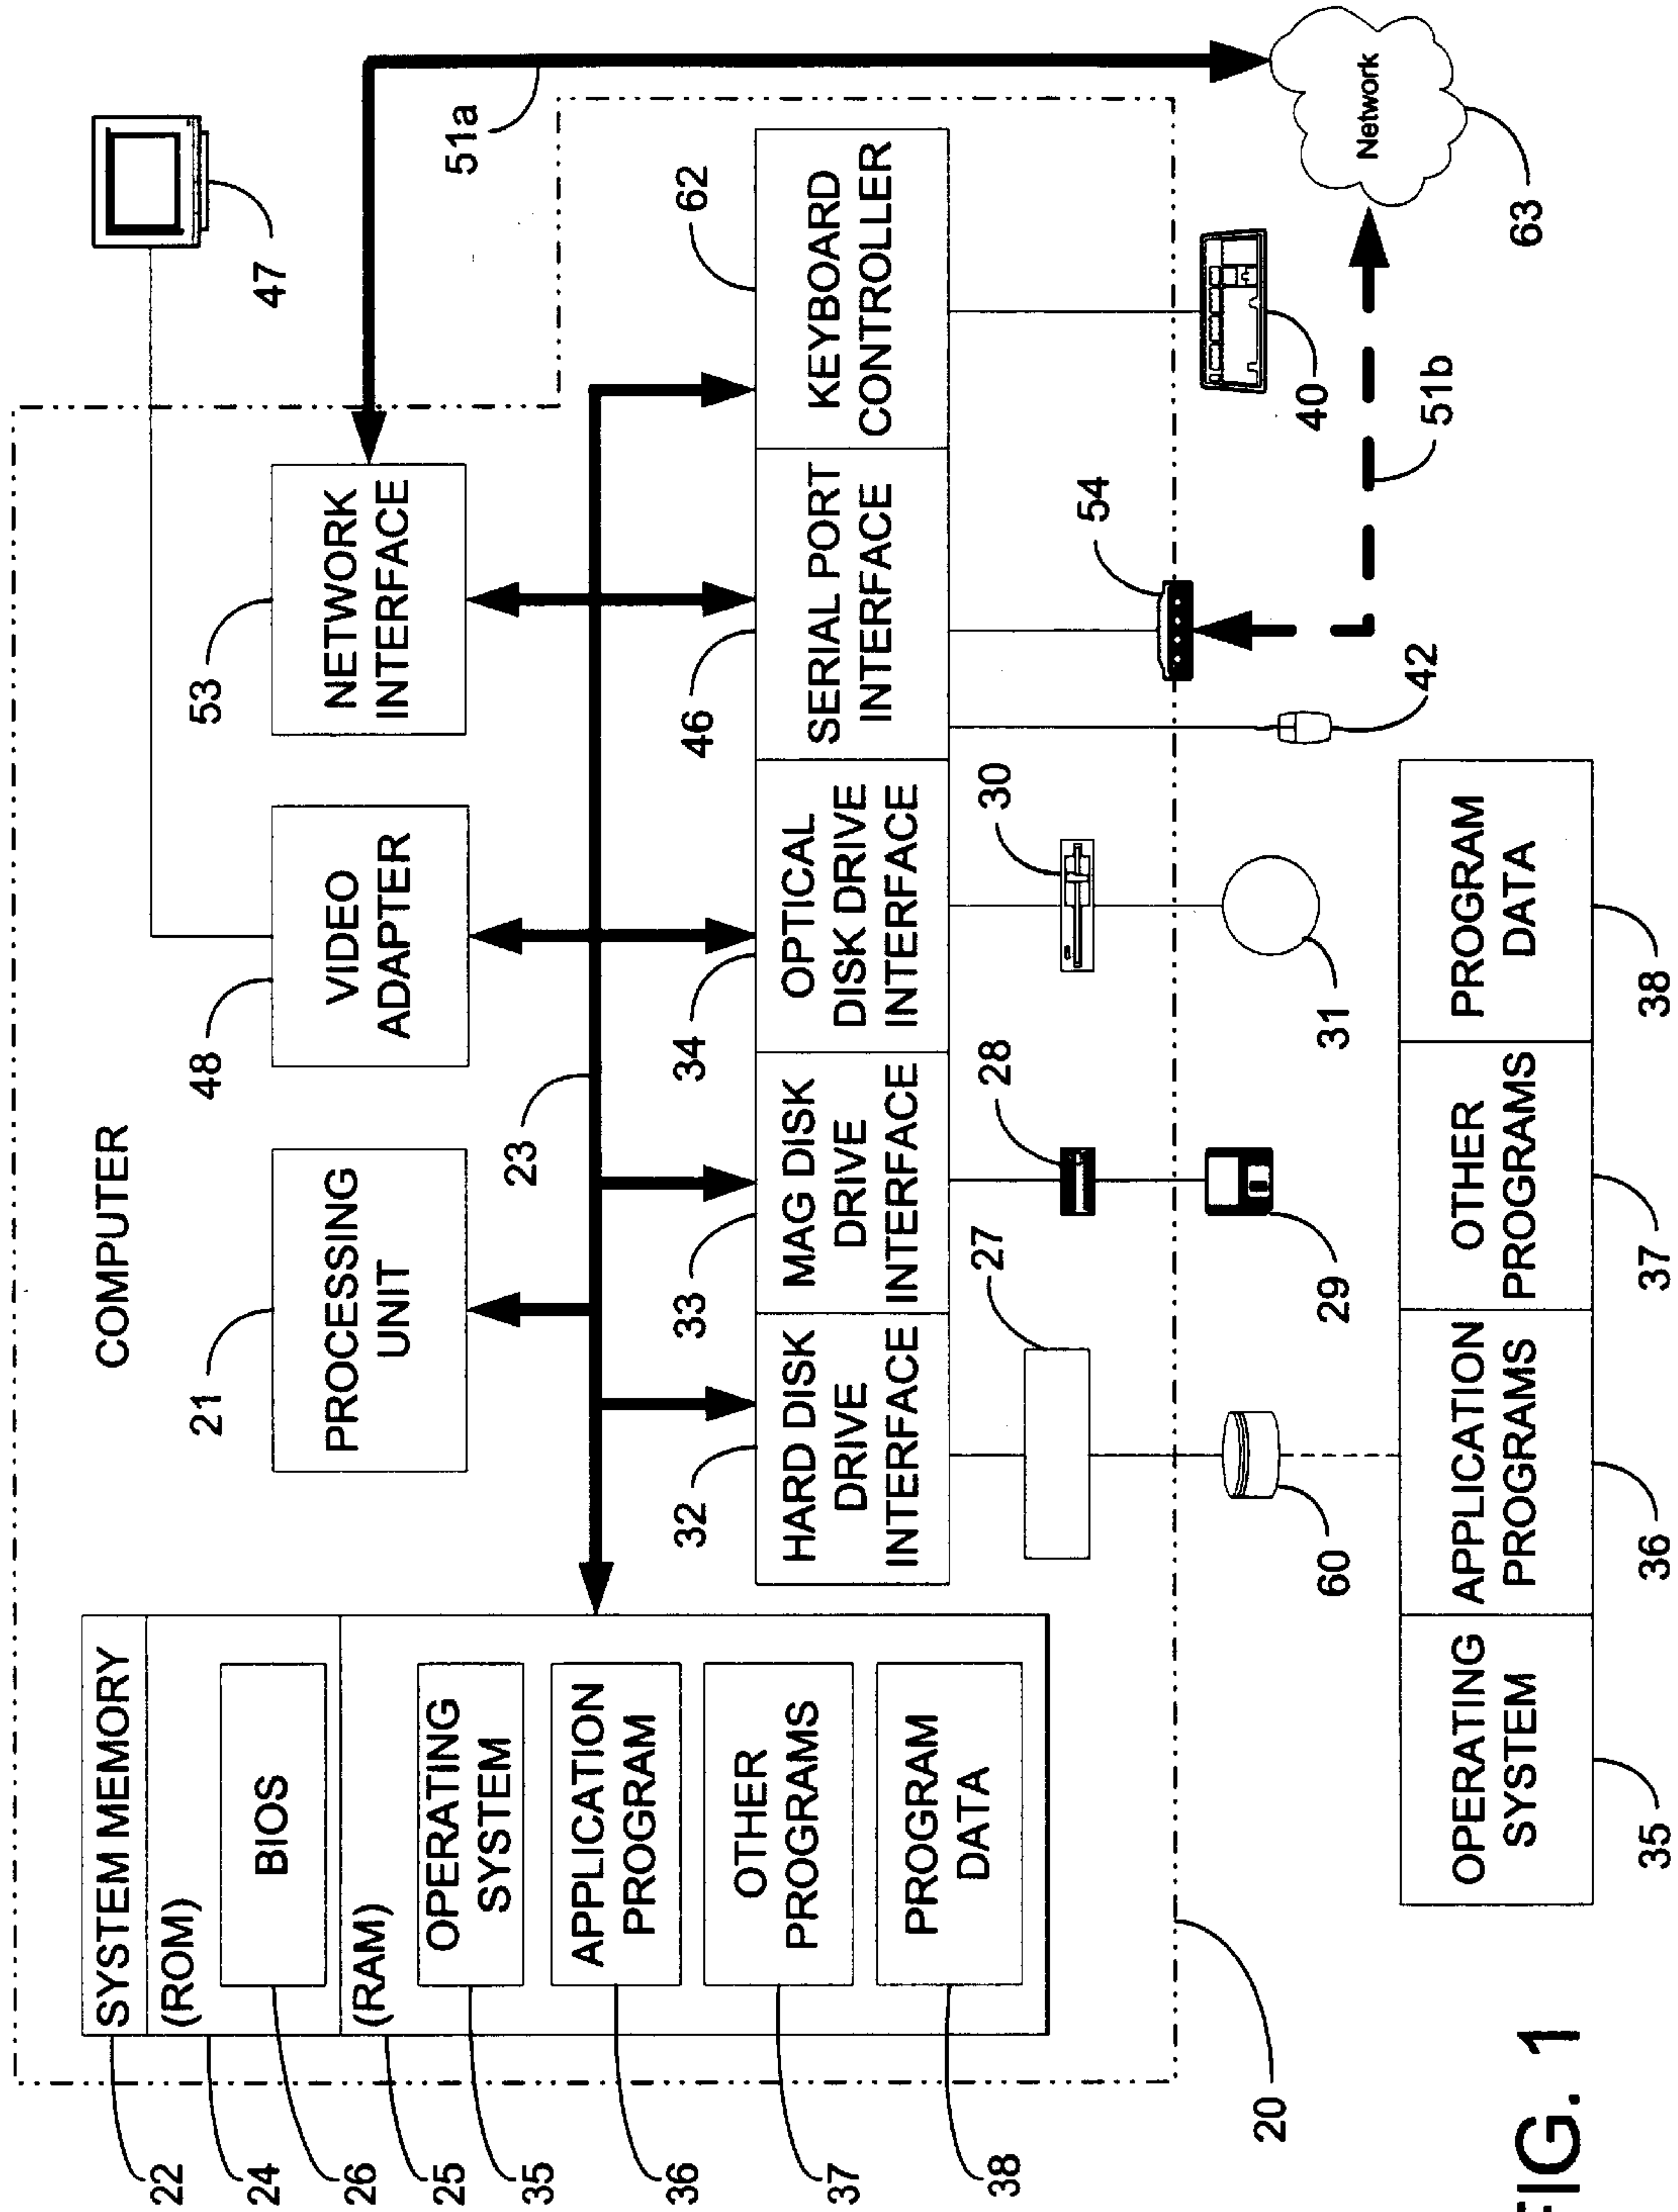 COMPUTER
22
SYSTEM MEMORY
24
(ROM)
26
BIOS
25
(RAM)
35
OPERATING
SYSTEM
36
APPLICATION
PROGRAM
37
OTHER
PROGRAMS
38
PROGRAM
DATA
21
PROCESSING
UNIT
48
VIDEO
ADAPTER
53
NETWORK
INTERFACE
47
51a
23
32
HARD DISK
DRIVE
INTERFACE
33
MAG DISK
DRIVE
INTERFACE
34
OPTICAL
DISK DRIVE
INTERFACE
46
SERIAL PORT
INTERFACE
62
KEYBOARD
CONTROLLER
27
28
30
54
20
60
29
31
42
40
51b
Network
63
OPERATING
SYSTEM
APPLICATION
PROGRAMS
OTHER
PROGRAMS
PROGRAM
DATA
35
36
37
38
FIG. 1